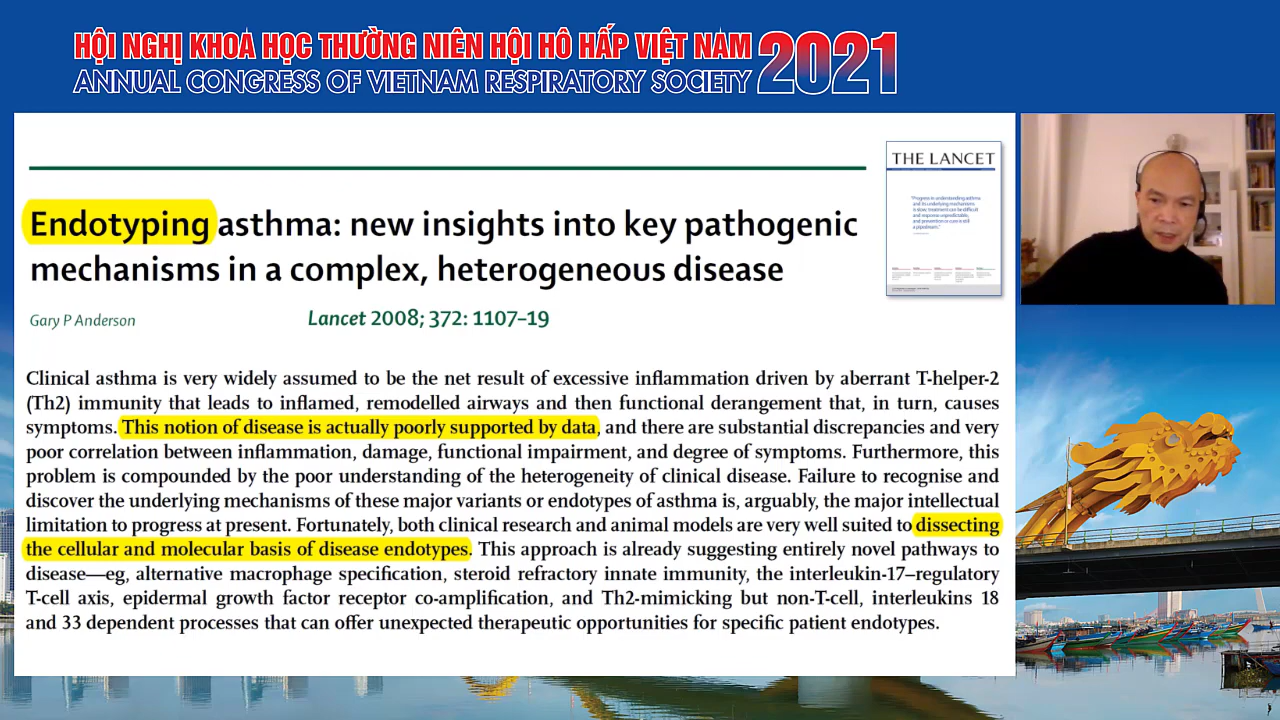 HỘI NGHỊ KHOA HỌC THƯỜNG NIÊN HỘI HÔ HẤP VIỆT NAM 2021
ANNUAL CONGRESS OF VIETNAM RESPIRATORY SOCIETY
THE LANCET
Endotyping asthma: new insights into key pathogenic
mechanisms in a complex, heterogeneous disease
Gary P Anderson
Lancet 2008; 372: 1107–19
Clinical asthma is very widely assumed to be the net result of excessive inflammation driven by aberrant T-helper-2
(Th2) immunity that leads to inflamed, remodelled airways and then functional derangement that, in turn, causes
symptoms. This notion of disease is actually poorly supported by data, and there are substantial discrepancies and very
poor correlation between inflammation, damage, functional impairment, and degree of symptoms. Furthermore, this
problem is compounded by the poor understanding of the heterogeneity of clinical disease. Failure to recognise and
discover the underlying mechanisms of these major variants or endotypes of asthma is, arguably, the major intellectual
limitation to progress at present. Fortunately, both clinical research and animal models are very well suited to dissecting
the cellular and molecular basis of disease endotypes. This approach is already suggesting entirely novel pathways to
disease—eg, alternative macrophage specification, steroid refractory innate immunity, the interleukin-17–regulatory
T-cell axis, epidermal growth factor receptor co-amplification, and Th2-mimicking but non-T-cell, interleukins 18
and 33 dependent processes that can offer unexpected therapeutic opportunities for specific patient endotypes.